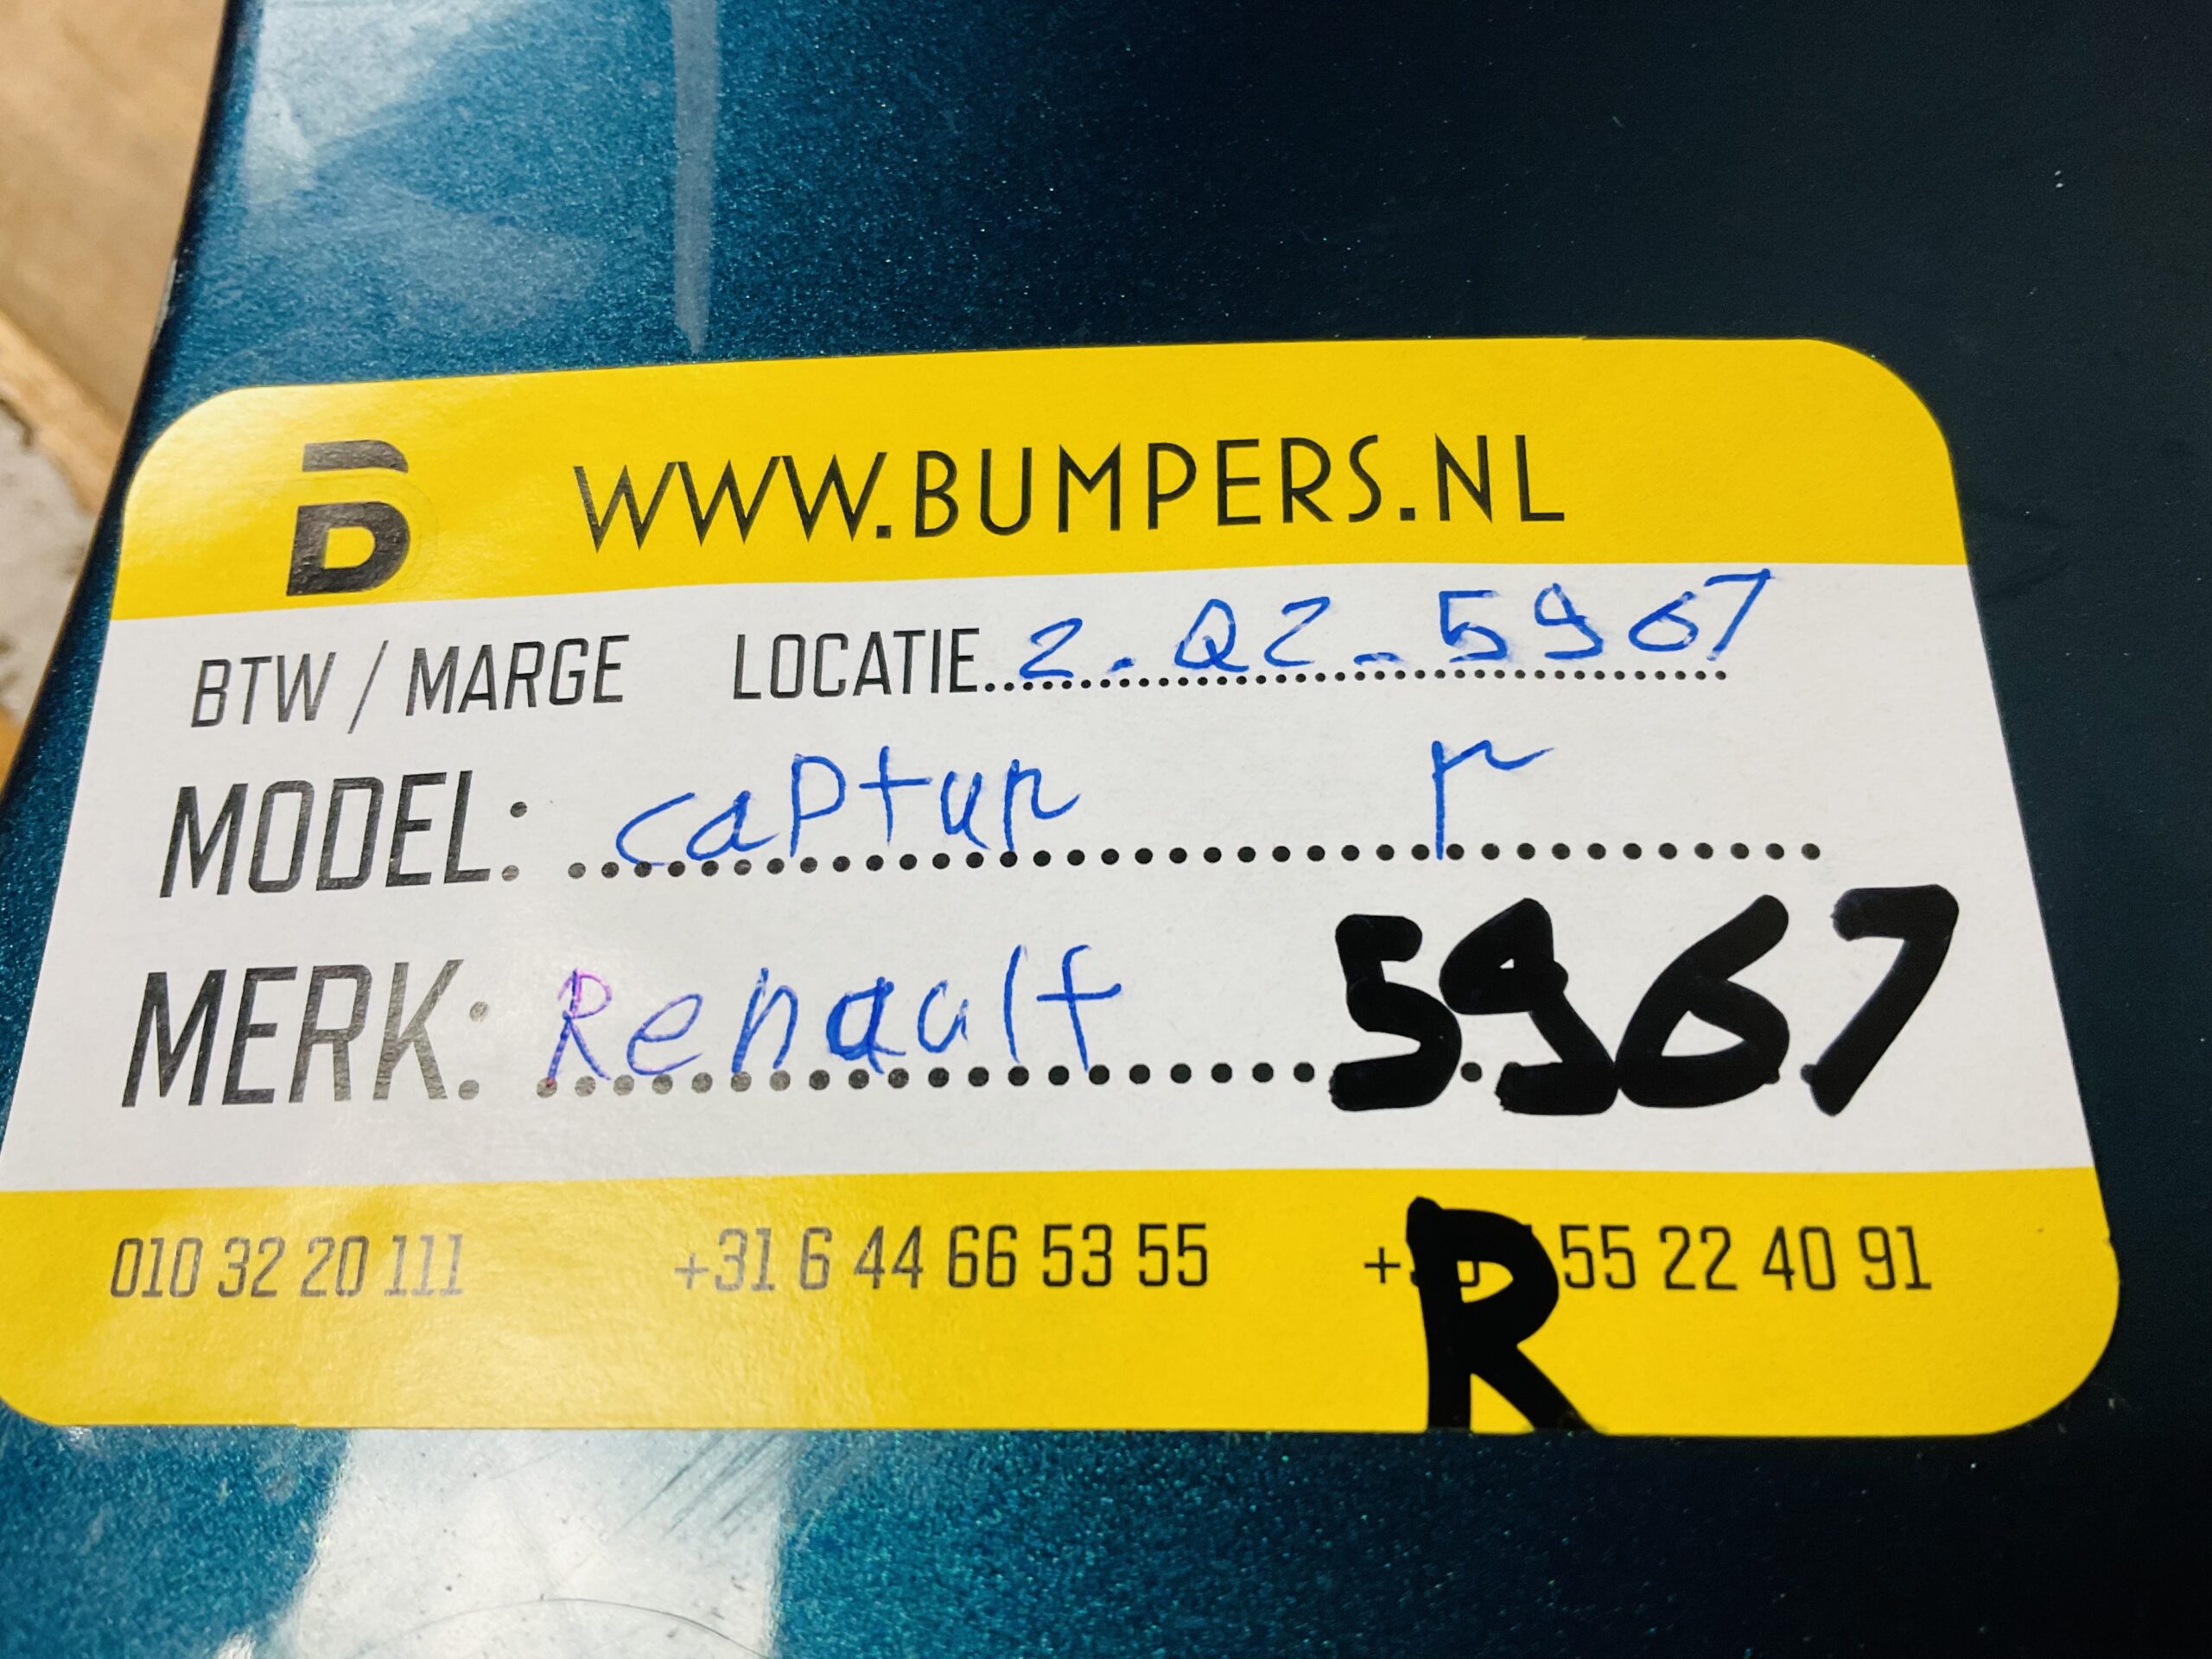 B WWW.BUMPERS.NL
BTW / MARGE LOCATIE 2-Q2-5967
MODEL: captur r
MERK: Renault 5967
010 32 20 111 +31 6 44 66 53 55 + 55 22 40 91
R